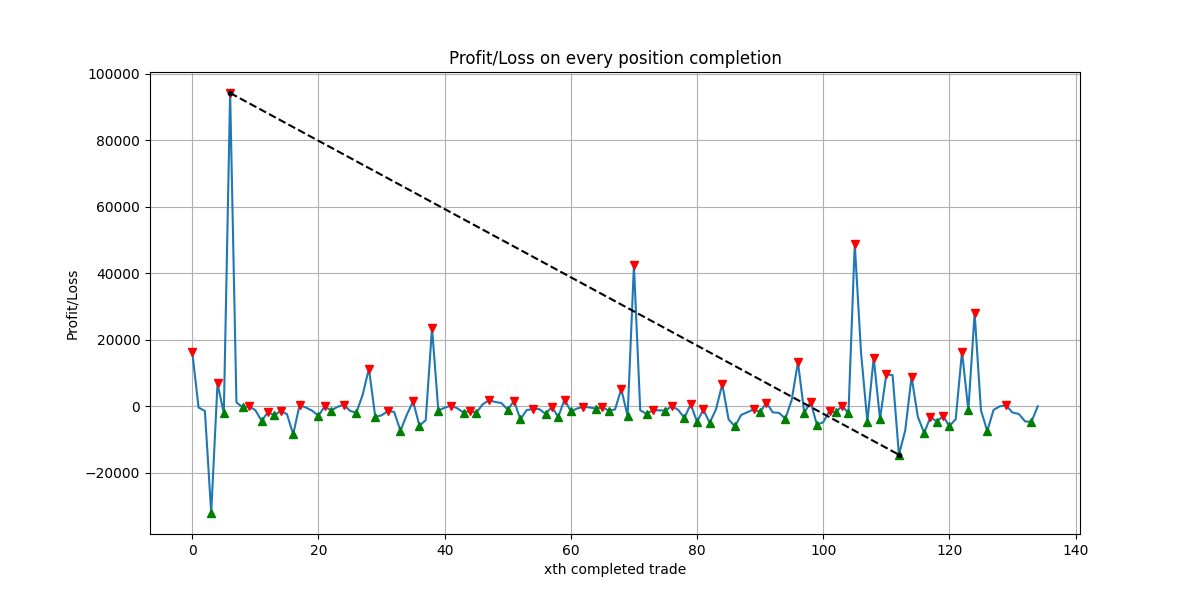 Profit/Loss on every position completion
100000
80000
60000
40000
20000
0
−20000
Profit/Loss
0 20 40 60 80 100 120 140
xth completed trade